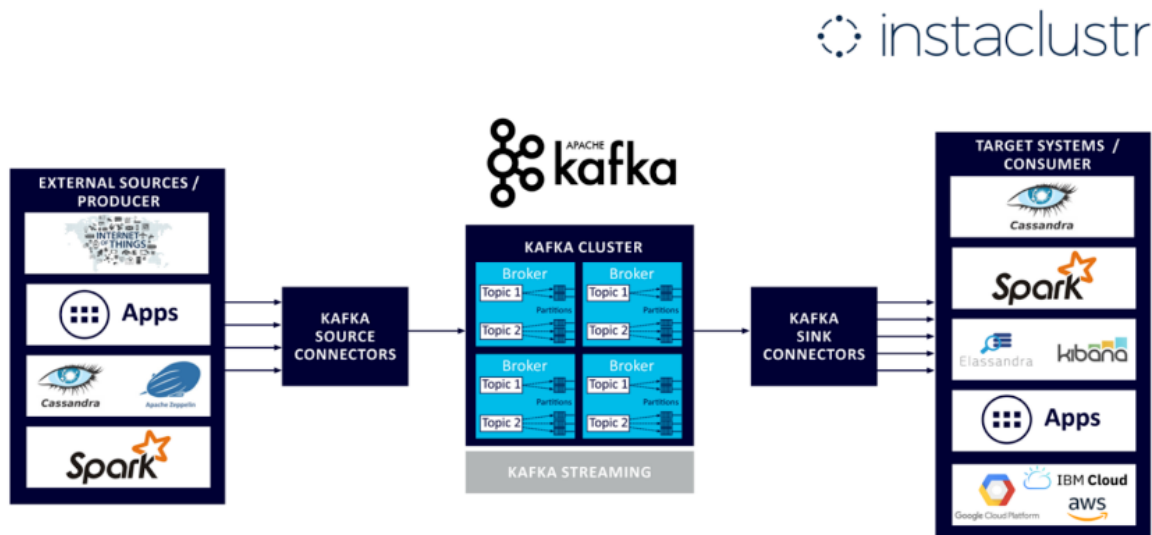 instaclustr
APACHE
kafka
EXTERNAL SOURCES /
PRODUCER
INTERNET
OF THINGS
Apps
Cassandra
Apache Zeppelin
Spark
KAFKA
SOURCE
CONNECTORS
KAFKA CLUSTER
Broker
Topic 1
Partitions
Topic 2
Broker
Topic 1
Partitions
Topic 2
Broker
Topic 1
Partitions
Topic 2
Broker
Topic 1
Partitions
Topic 2
KAFKA STREAMING
KAFKA
SINK
CONNECTORS
TARGET SYSTEMS /
CONSUMER
Cassandra
Spark
Elassandra
kibana
Apps
Google Cloud Platform
IBM Cloud
aws